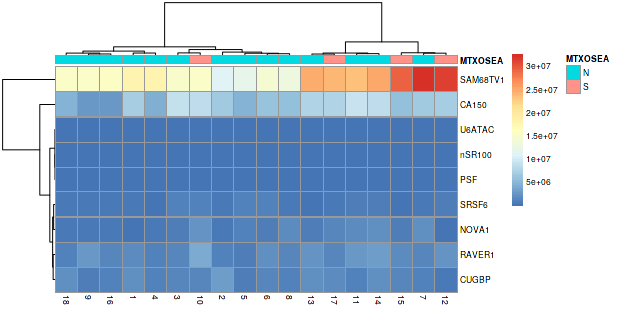 MTXOSEA
SAM68TV1
CA150
U6ATAC
nSR100
PSF
SRSF6
NOVA1
RAVER1
CUGBP
18 9 16 1 4 3 10 2 5 6 8 13 17 11 14 15 7 12
3e+07
2.5e+07
2e+07
1.5e+07
1e+07
5e+06
MTXOSEA
N
S